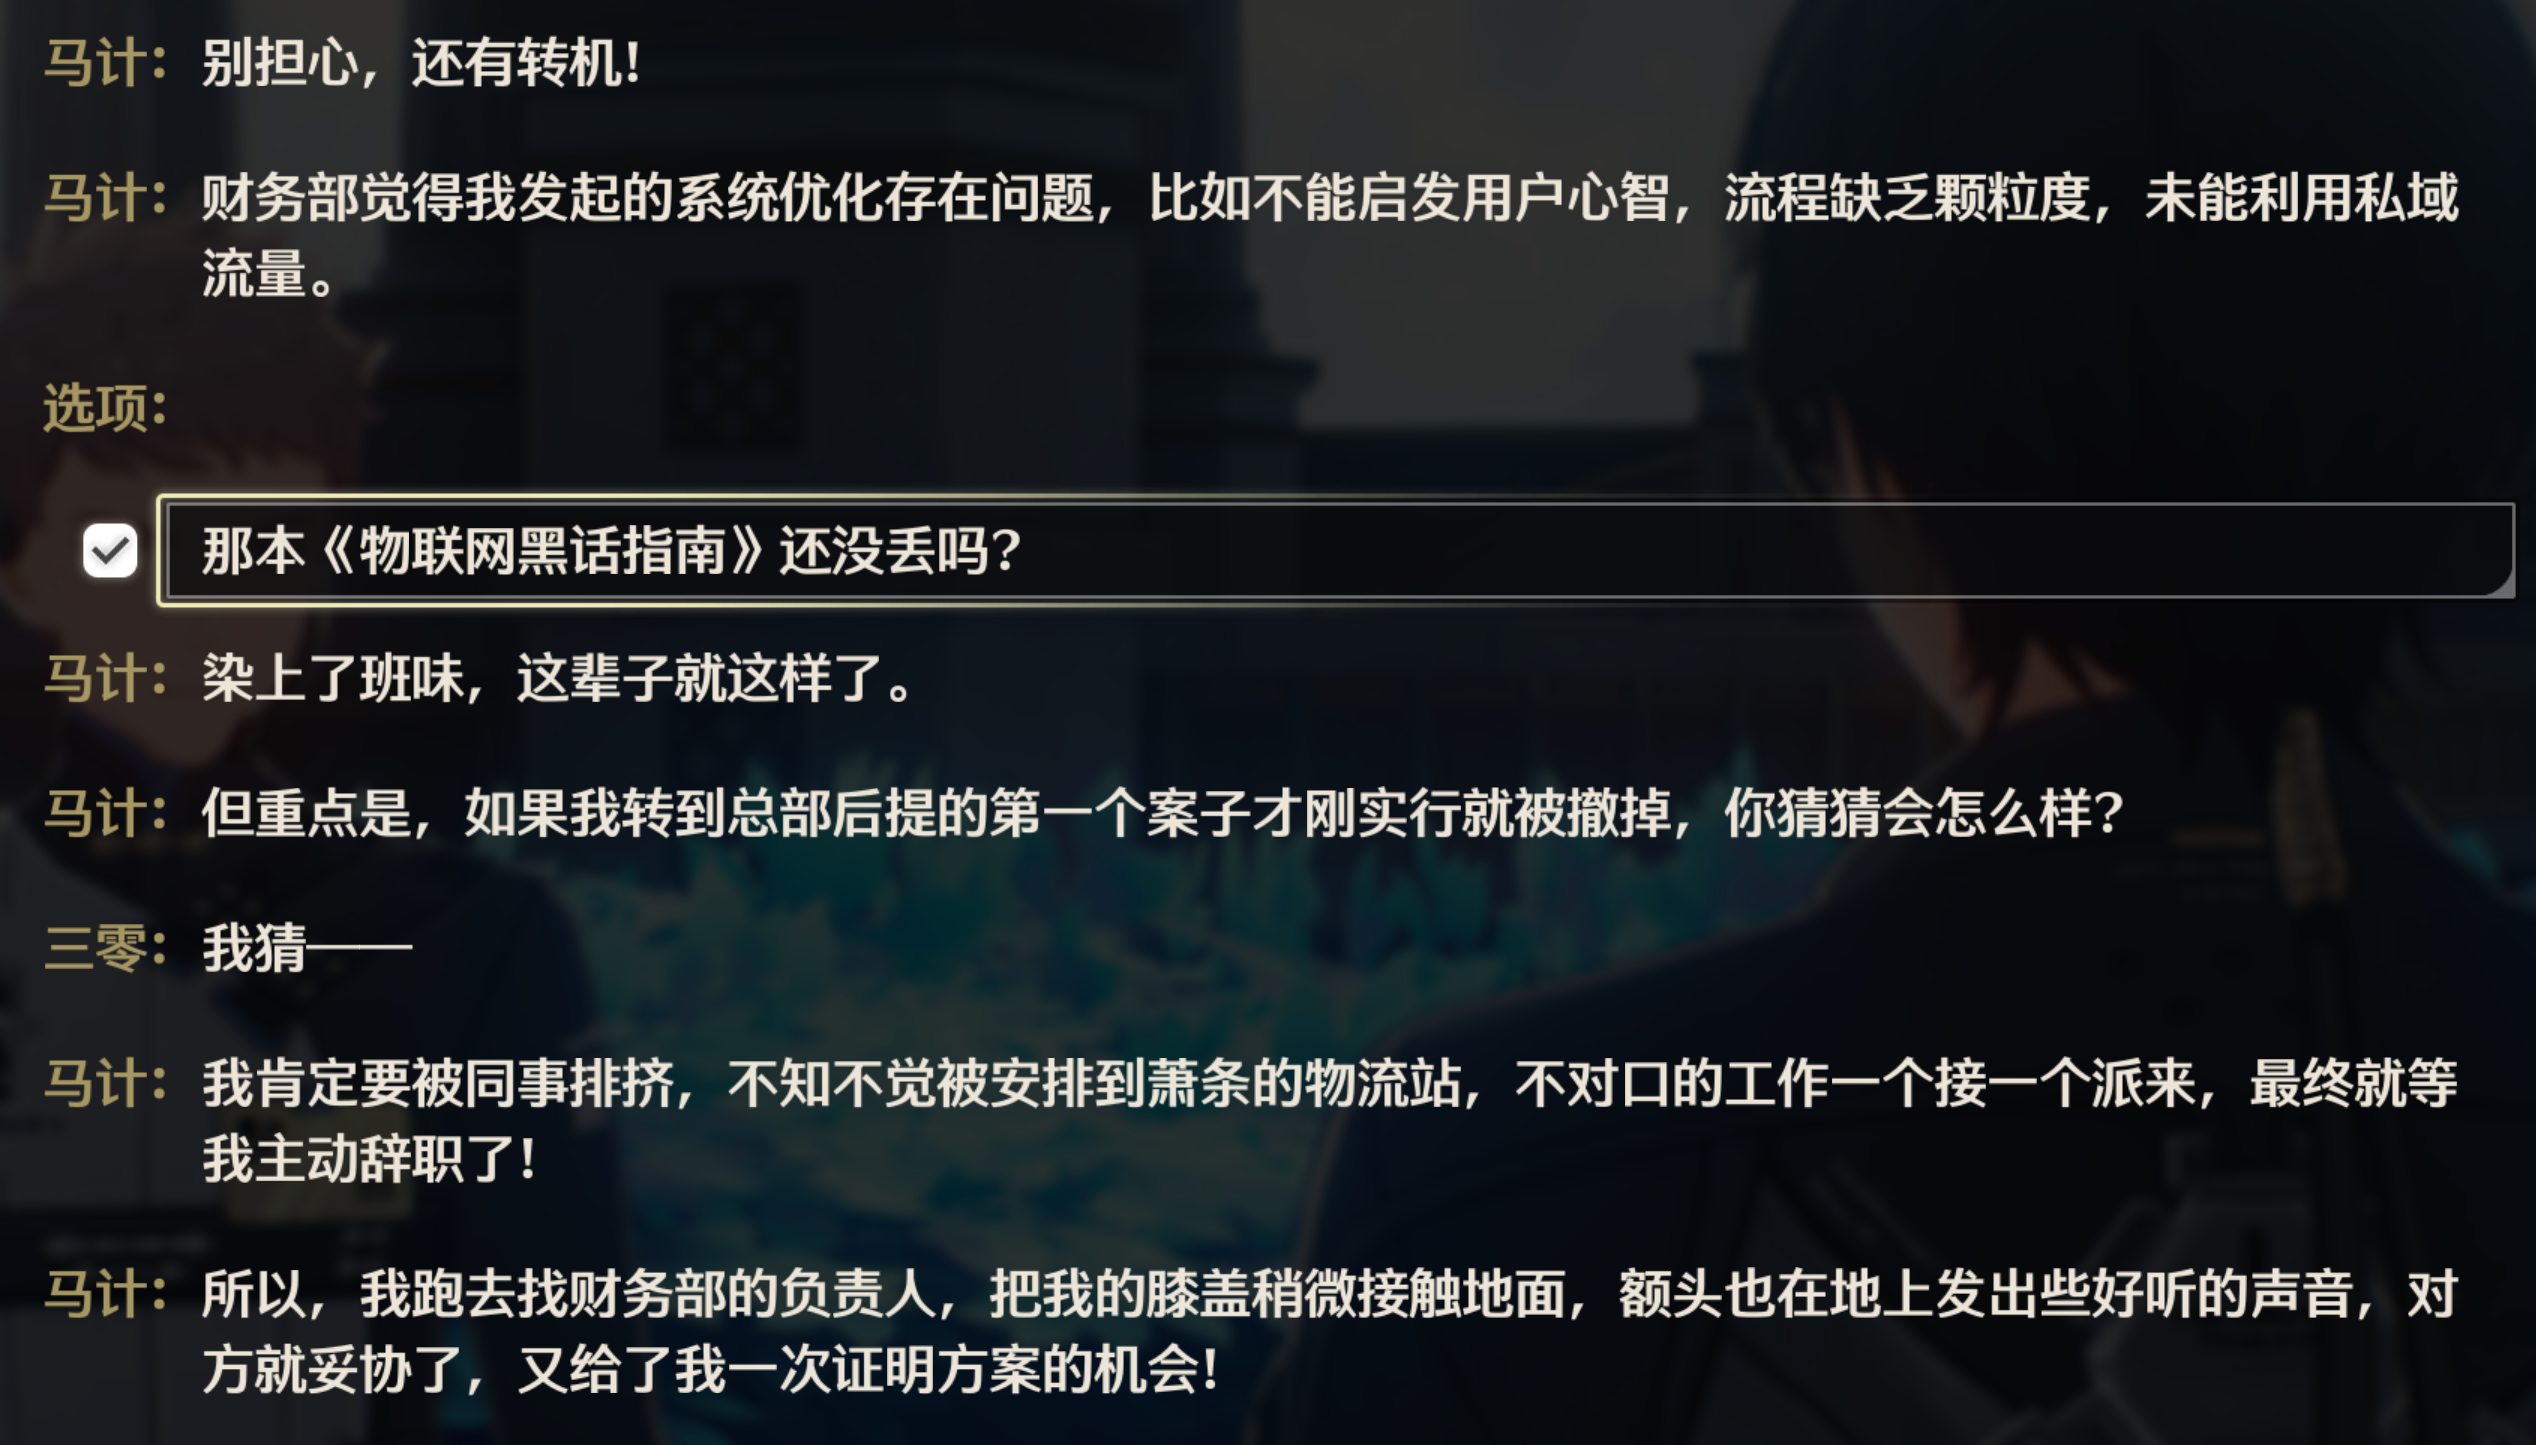 马计：别担心，还有转机！
马计：财务部觉得我发起的系统优化存在问题，比如不能启发用户心智，流程缺乏颗粒度，未能利用私域
流量。
选项：
那本《物联网黑话指南》还没丢吗？
马计：染上了班味，这辈子就这样了。
马计：但重点是，如果我转到总部后提的第一个案子才刚实行就被撤掉，你猜猜会怎么样？
三零：我猜——
马计：我肯定要被同事排挤，不知不觉被安排到萧条的物流站，不对口的工作一个接一个派来，最终就等
我主动辞职了！
马计：所以，我跑去找财务部的负责人，把我的膝盖稍微接触地面，额头也在地上发出些好听的声音，对
方就妥协了，又给了我一次证明方案的机会！